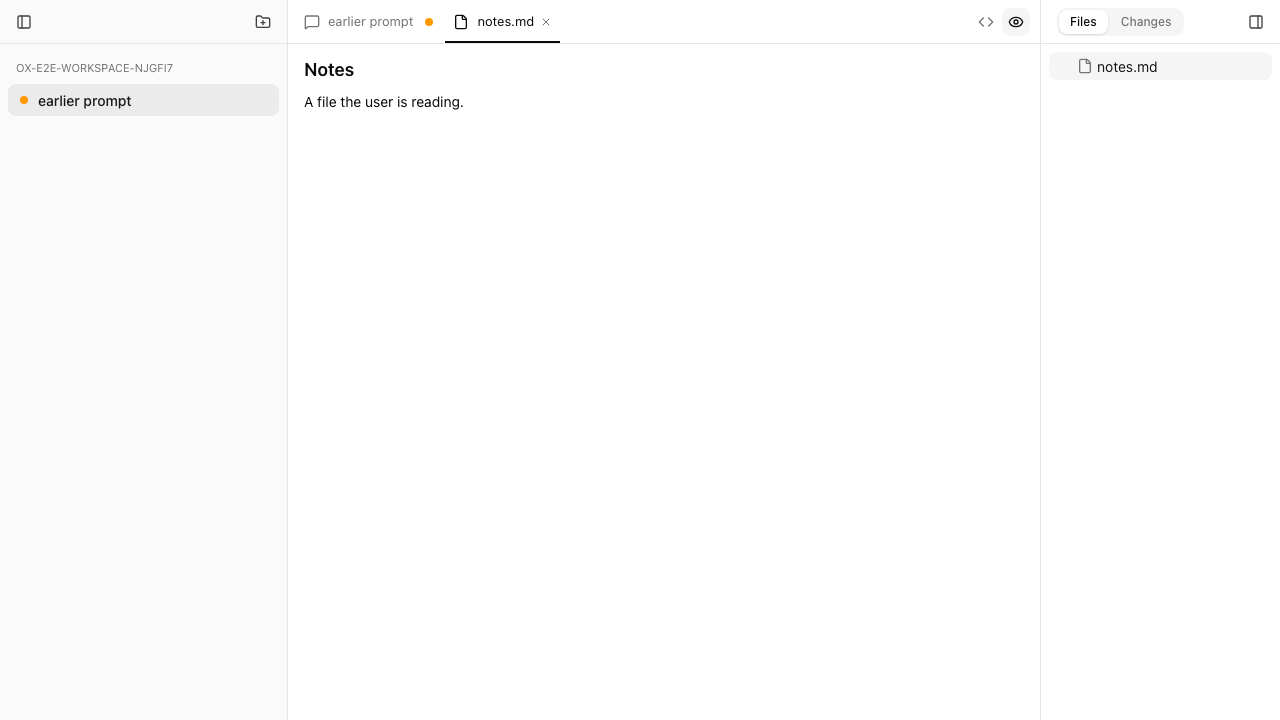 earlier prompt
notes.md
Files
Changes
OX-E2E-WORKSPACE-NJGFI7
earlier prompt
Notes
A file the user is reading.
notes.md